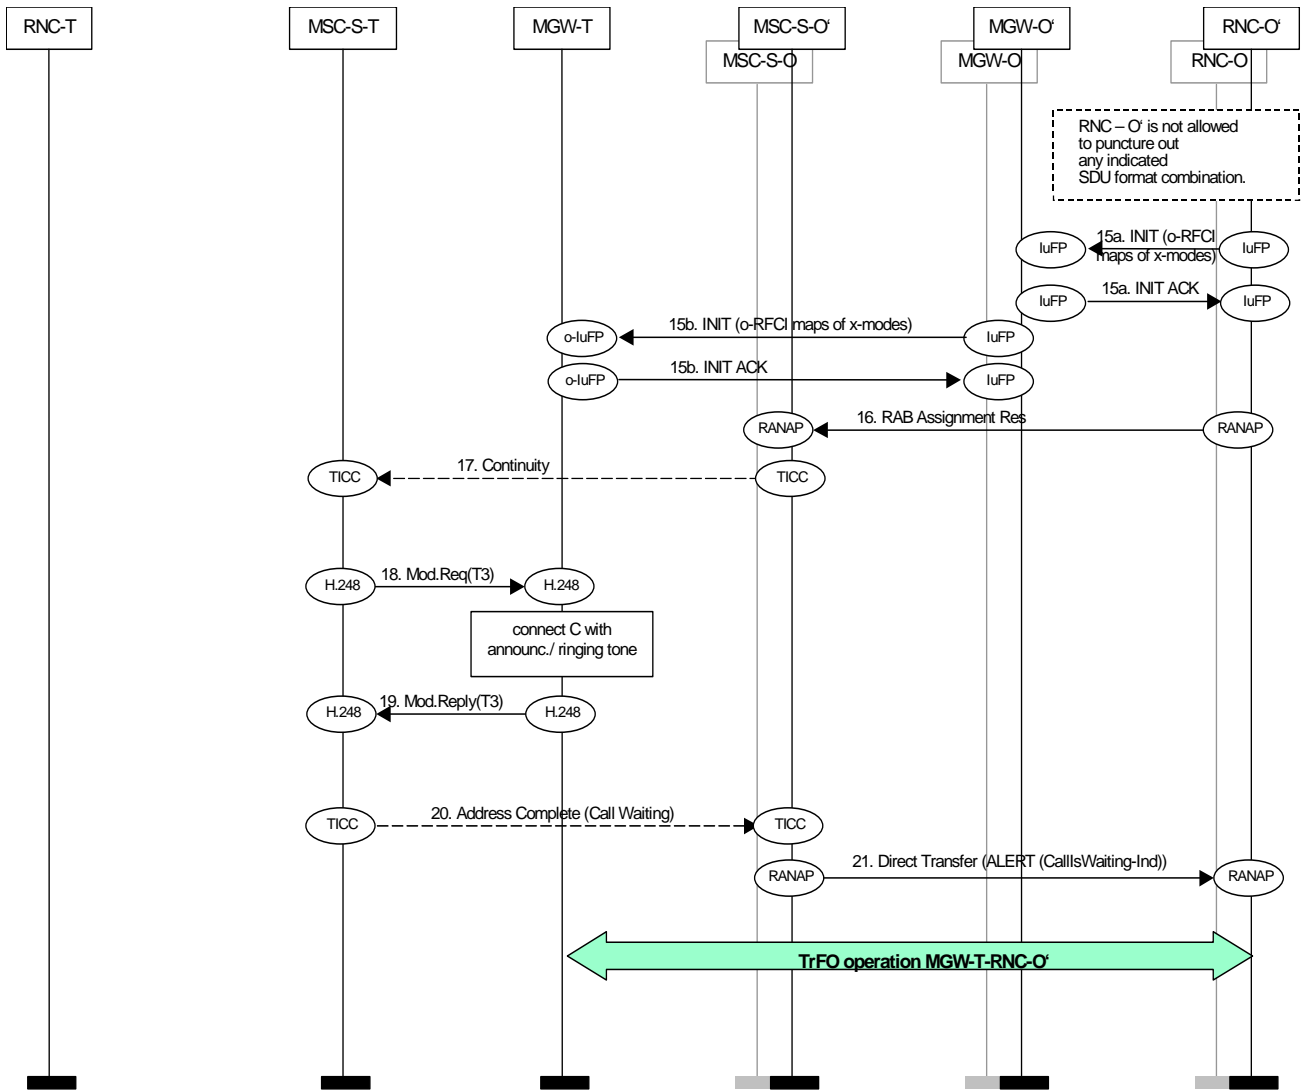 RNC-T
MSC-S-T
MGW-T
MSC-S-O‘
MGW-O‘
RNC-O‘
MSC-S-O
MGW-O
RNC-O
RNC – O‘ is not allowed
to puncture out
any indicated
SDU format combination.
15a. INIT (o-RFCI
maps of x-modes)
IuFP
IuFP
15a. INIT ACK
IuFP
IuFP
15b. INIT (o-RFCI maps of x-modes)
o-IuFP
IuFP
15b. INIT ACK
o-IuFP
IuFP
16. RAB Assignment Res
RANAP
RANAP
17. Continuity
TICC
TICC
18. Mod.Req(T3)
H.248
H.248
connect C with
announc./ ringing tone
19. Mod.Reply(T3)
H.248
H.248
20. Address Complete (Call Waiting)
TICC
TICC
21. Direct Transfer (ALERT (CallIsWaiting-Ind))
RANAP
RANAP
TrFO operation MGW-T-RNC-O‘